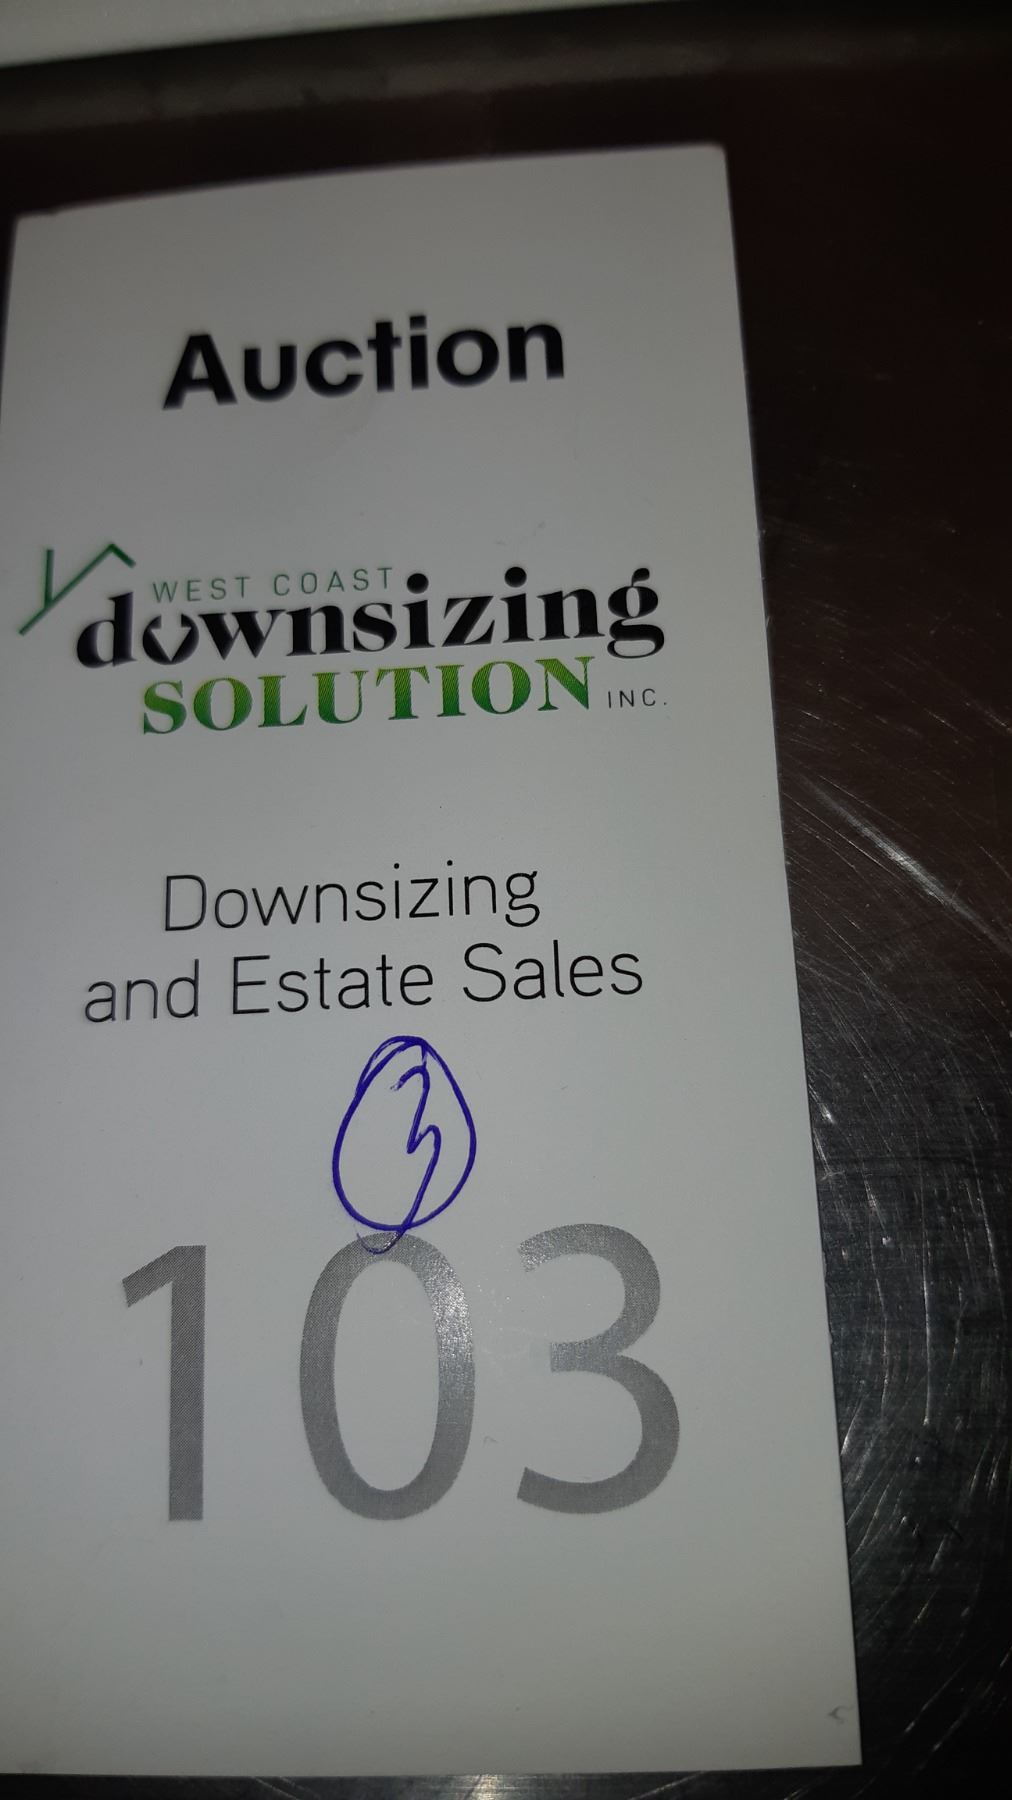 Auction
WEST COAST
downsizing
SOLUTION INC.
Downsizing
and Estate Sales
3
103